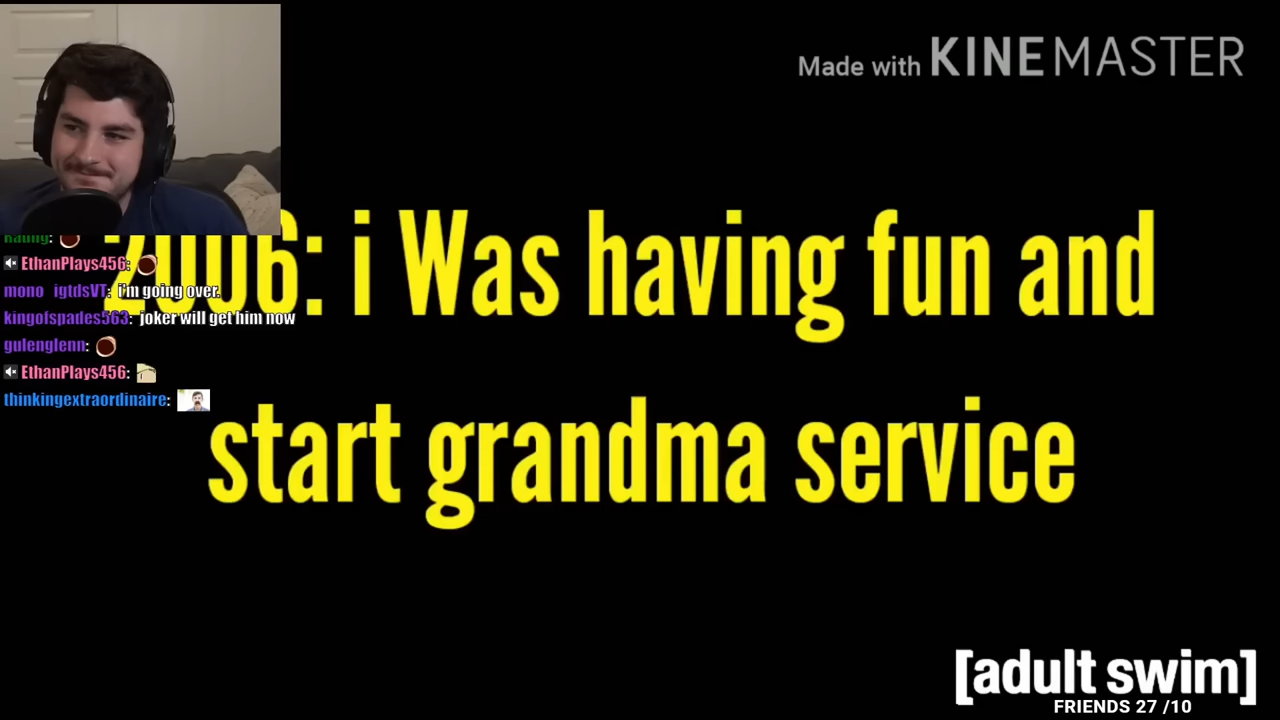 Made with KINEMASTER
2006: i Was having fun and
start grandma service
EthanPlays456:
mono_igtdsVT: i'm going over.
kingofspades563: joker will get him now
gulenglenn:
EthanPlays456:
thinkingextraordinaire:
[adult swim]
FRIENDS 27 /10